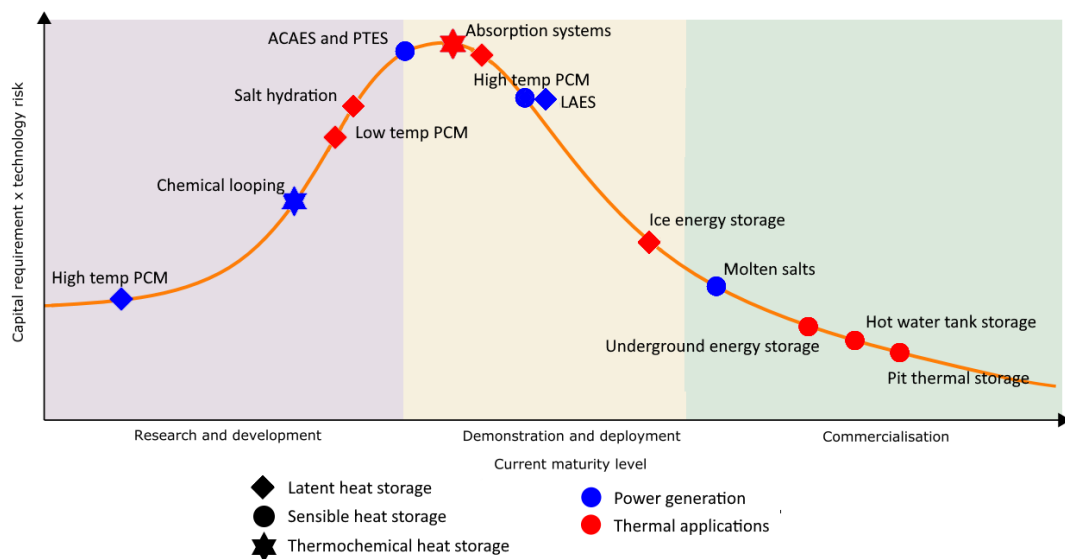 Capital requirement x technology risk
ACAES and PTES
Absorption systems
High temp PCM
LAES
Salt hydration
Low temp PCM
Chemical looping
High temp PCM
Ice energy storage
Molten salts
Hot water tank storage
Underground energy storage
Pit thermal storage
Research and development
Demonstration and deployment
Commercialisation
Current maturity level
Latent heat storage
Sensible heat storage
Thermochemical heat storage
Power generation
Thermal applications